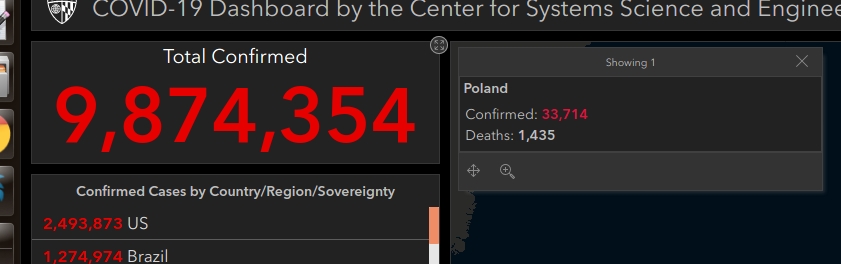 COVID-19 Dashboard by the Center for Systems Science and Enginee
Total Confirmed
9,874,354
Confirmed Cases by Country/Region/Sovereignty
2,493,873 US
1,274,974 Brazil
Showing 1
Poland
Confirmed: 33,714
Deaths: 1,435